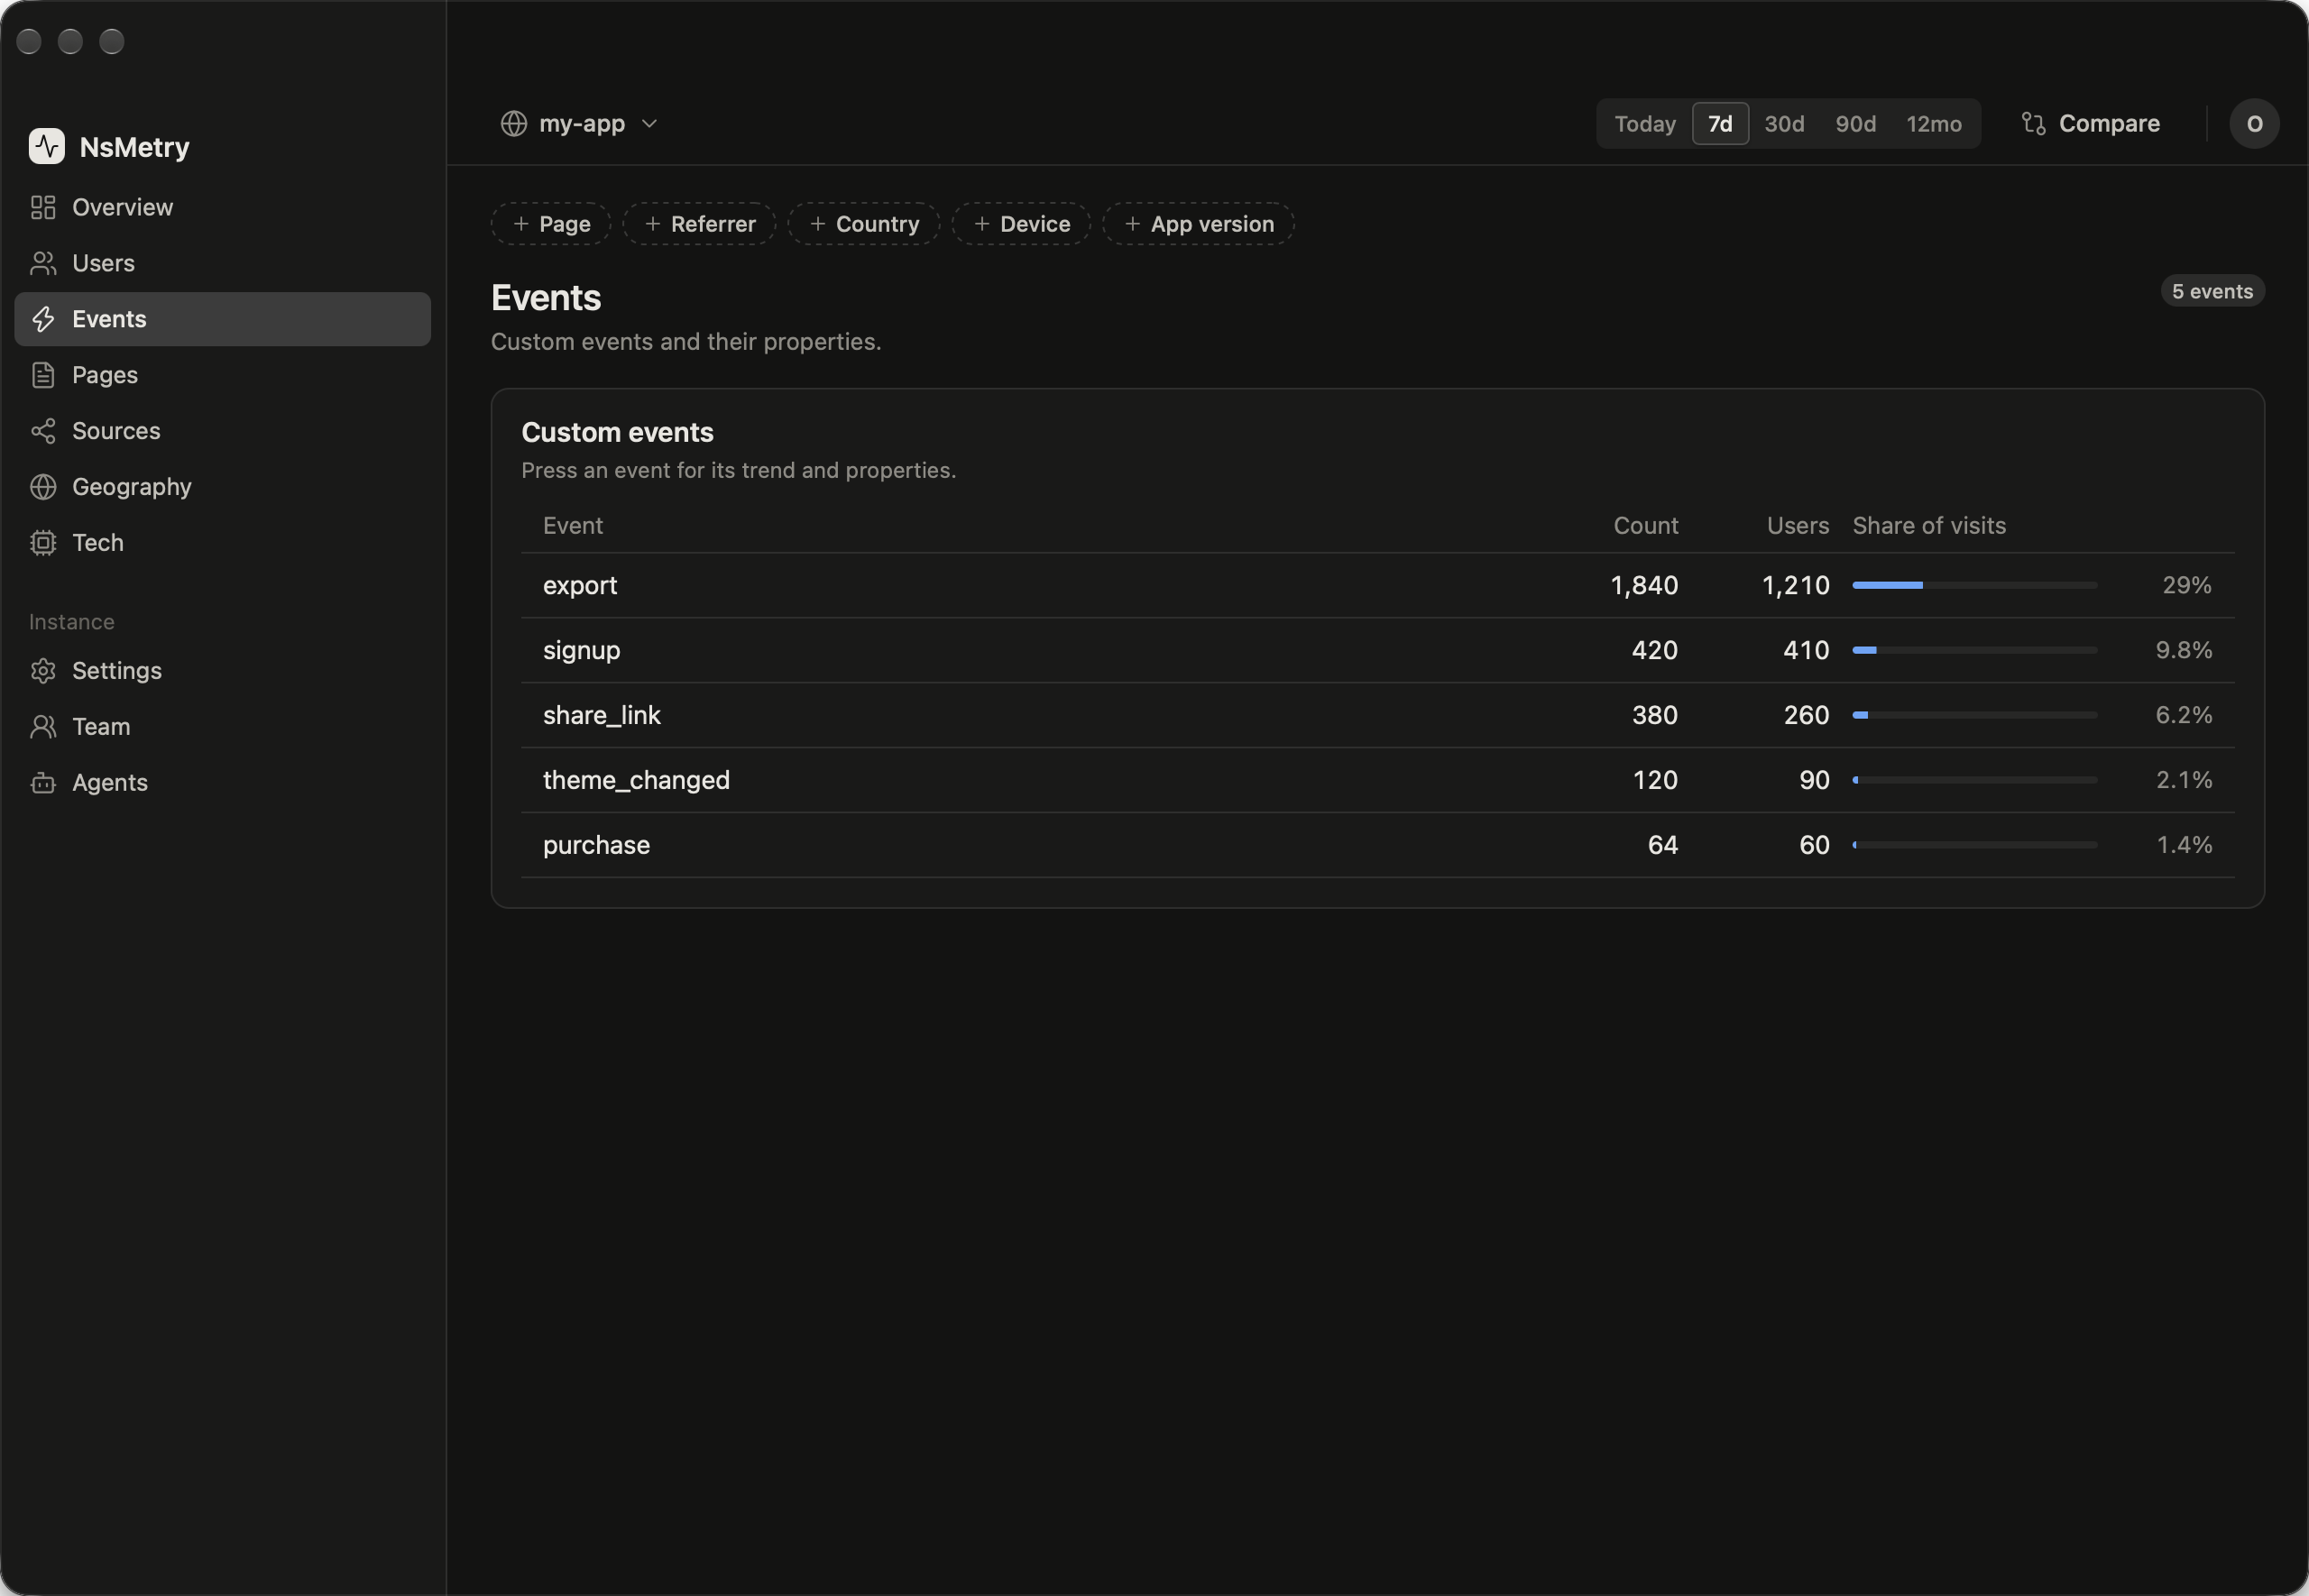 NsMetry
Overview
Users
Events
Pages
Sources
Geography
Tech
Instance
Settings
Team
Agents
my-app
Today 7d 30d 90d 12mo Compare O
+ Page + Referrer + Country + Device + App version
Events
5 events
Custom events and their properties.
Custom events
Press an event for its trend and properties.
Event Count Users Share of visits
export 1,840 1,210 29%
signup 420 410 9.8%
share_link 380 260 6.2%
theme_changed 120 90 2.1%
purchase 64 60 1.4%